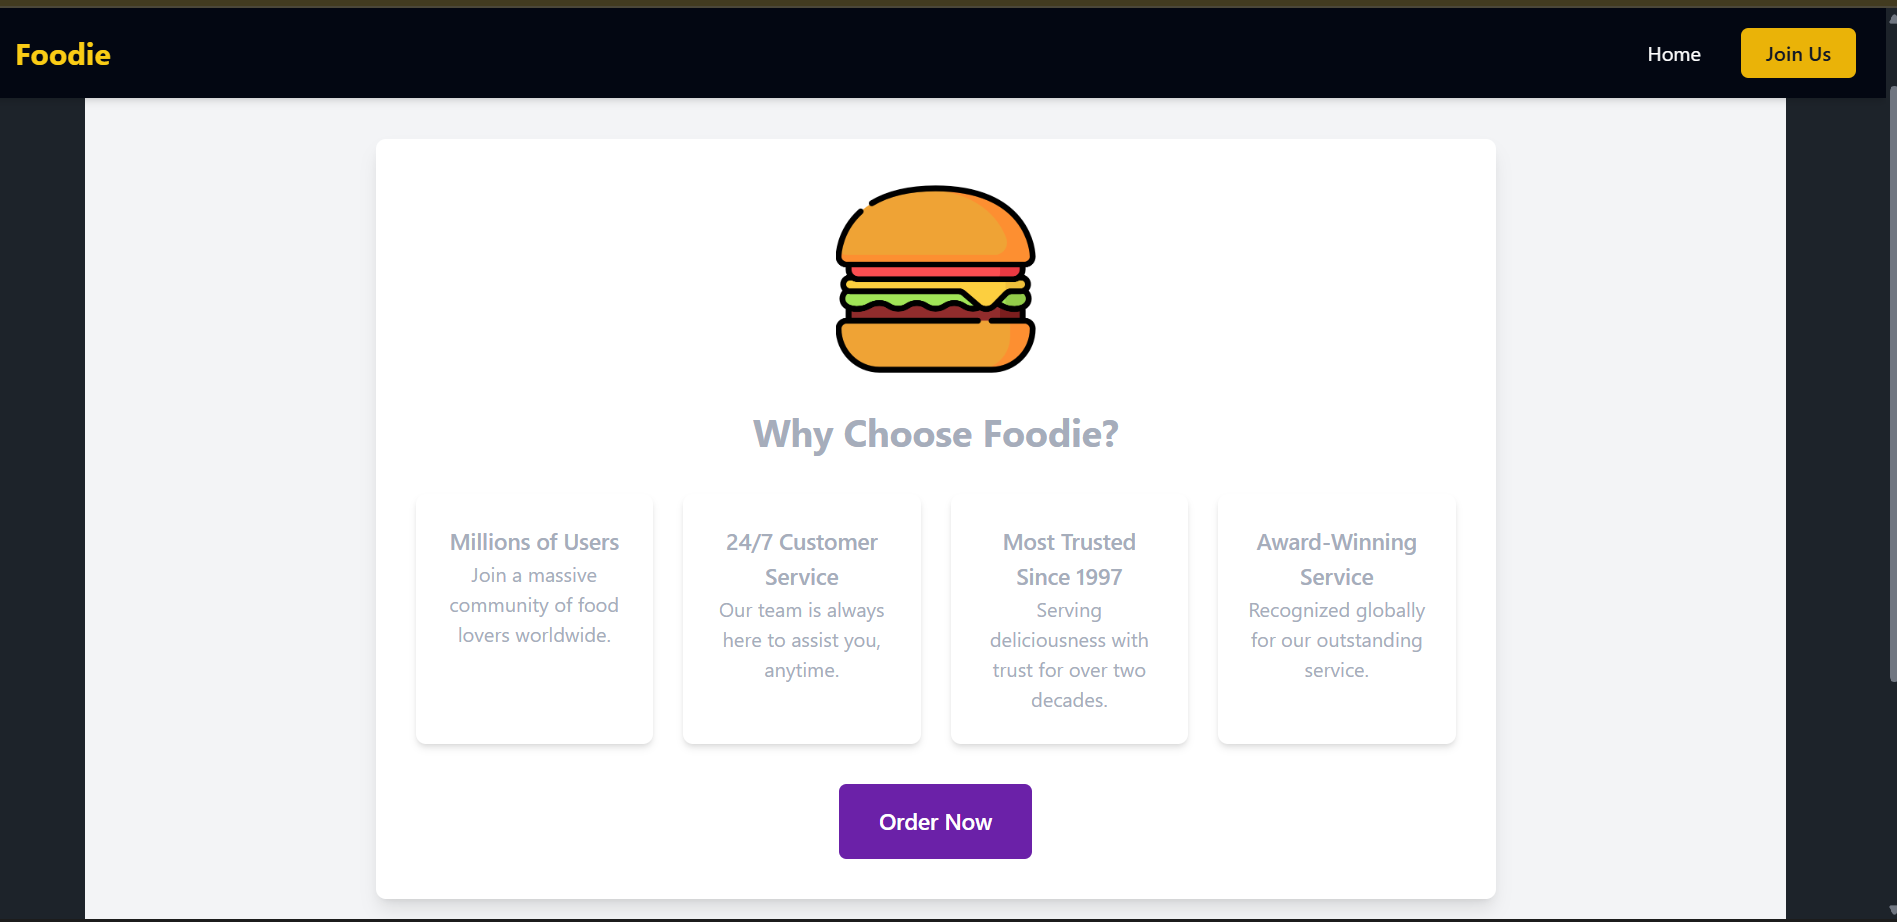 Foodie
Home
Join Us
Why Choose Foodie?
Millions of Users
Join a massive
community of food
lovers worldwide.
24/7 Customer
Service
Our team is always
here to assist you,
anytime.
Most Trusted
Since 1997
Serving
deliciousness with
trust for over two
decades.
Award-Winning
Service
Recognized globally
for our outstanding
service.
Order Now